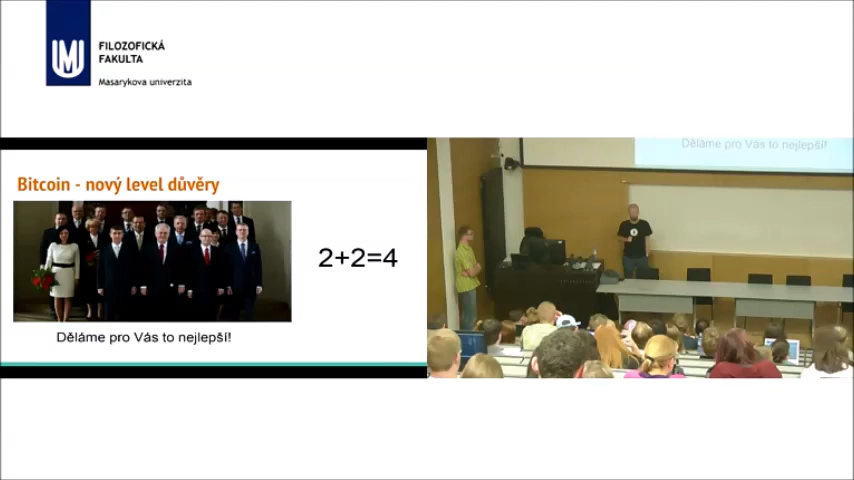 FILOZOFICKÁ
FAKULTA
Masarykova univerzita
Bitcoin - nový level důvěry
2+2=4
Děláme pro Vás to nejlepší!
Děláme pro Vás to nejlepší!